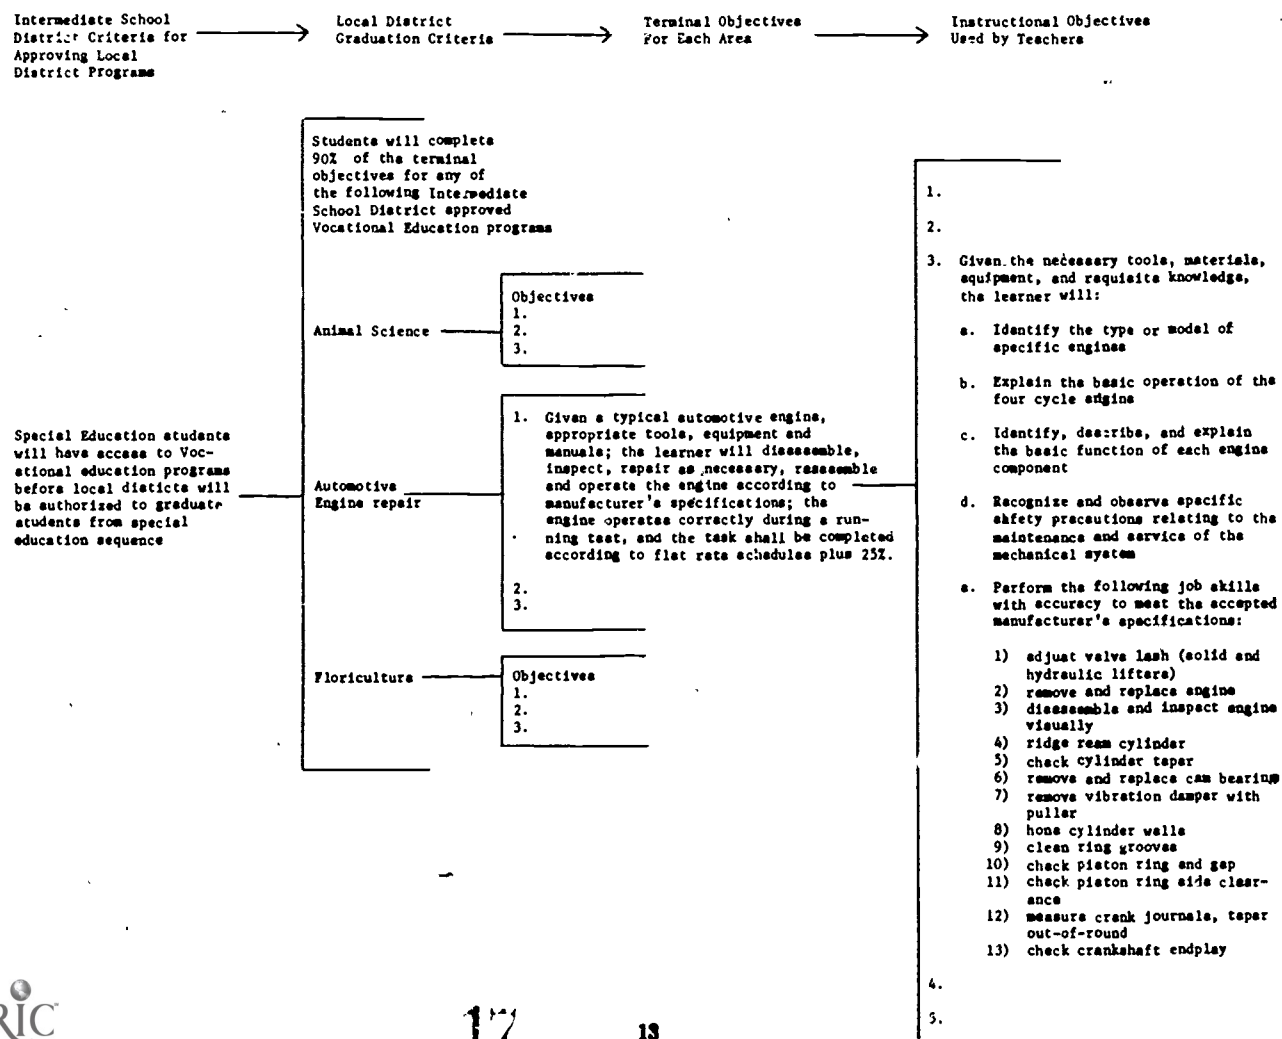 Intermediate School
District Criteria for
Approving Local
District Programs
Local District
Graduation Criteria
Terminal Objectives
For Each Area
Instructional Objectives
Used by Teachers
Special Education students
will have access to Voc-
ational education programs
before local disticts will
be authorized to graduate
students from special
education sequence
Students will complete
90% of the terminal
objectives for any of
the following Intermediate
School District approved
Vocational Education programs
Animal Science
Objectives
1.
2.
3.
Automotive
Engine repair
1. Given a typical automotive engine,
appropriate tools, equipment and
manuals; the learner will disassemble,
inspect, repair as necessary, reassemble
and operate the engine according to
manufacturer's specifications; the
engine operates correctly during a run-
ning test, and the task shall be completed
according to flat rate schedules plus 25%.
2.
3.
Floriculture
Objectives
1.
2.
3.
1.
2.
3. Given the necessary tools, materials,
equipment, and requisite knowledge,
the learner will:
a. Identify the type or model of
specific engines
b. Explain the basic operation of the
four cycle engine
c. Identify, describe, and explain
the basic function of each engine
component
d. Recognize and observe specific
safety precautions relating to the
maintenance and service of the
mechanical system
e. Perform the following job skills
with accuracy to meet the accepted
manufacturer's specifications:
1) adjust valve lash (solid and
hydraulic lifters)
2) remove and replace engine
3) disassemble and inspect engine
visually
4) ridge ream cylinder
5) check cylinder taper
6) remove and replace cam bearing
7) remove vibration damper with
puller
8) hone cylinder walls
9) clean ring grooves
10) check piston ring and gap
11) check piston ring side clear-
ance
12) measure crank journals, taper
out-of-round
13) check crankshaft endplay
4.
5.
RIC
17
13